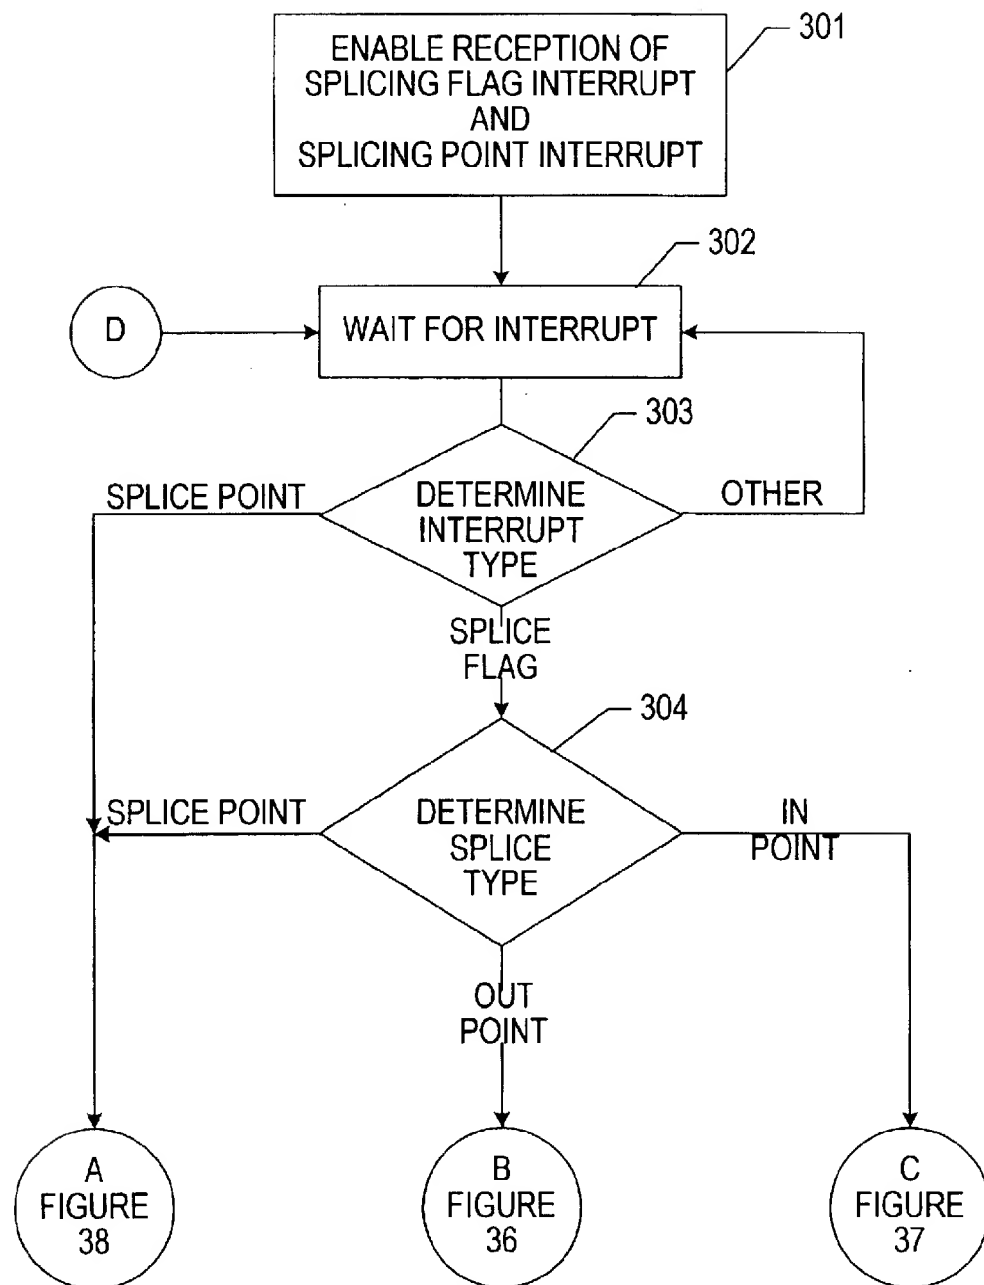 301
ENABLE RECEPTION OF
SPLICING FLAG INTERRUPT
AND
SPLICING POINT INTERRUPT
302
D
WAIT FOR INTERRUPT
303
SPLICE POINT
DETERMINE
INTERRUPT
TYPE
OTHER
SPLICE
FLAG
304
SPLICE POINT
DETERMINE
SPLICE
TYPE
IN
POINT
OUT
POINT
A
FIGURE
38
B
FIGURE
36
C
FIGURE
37